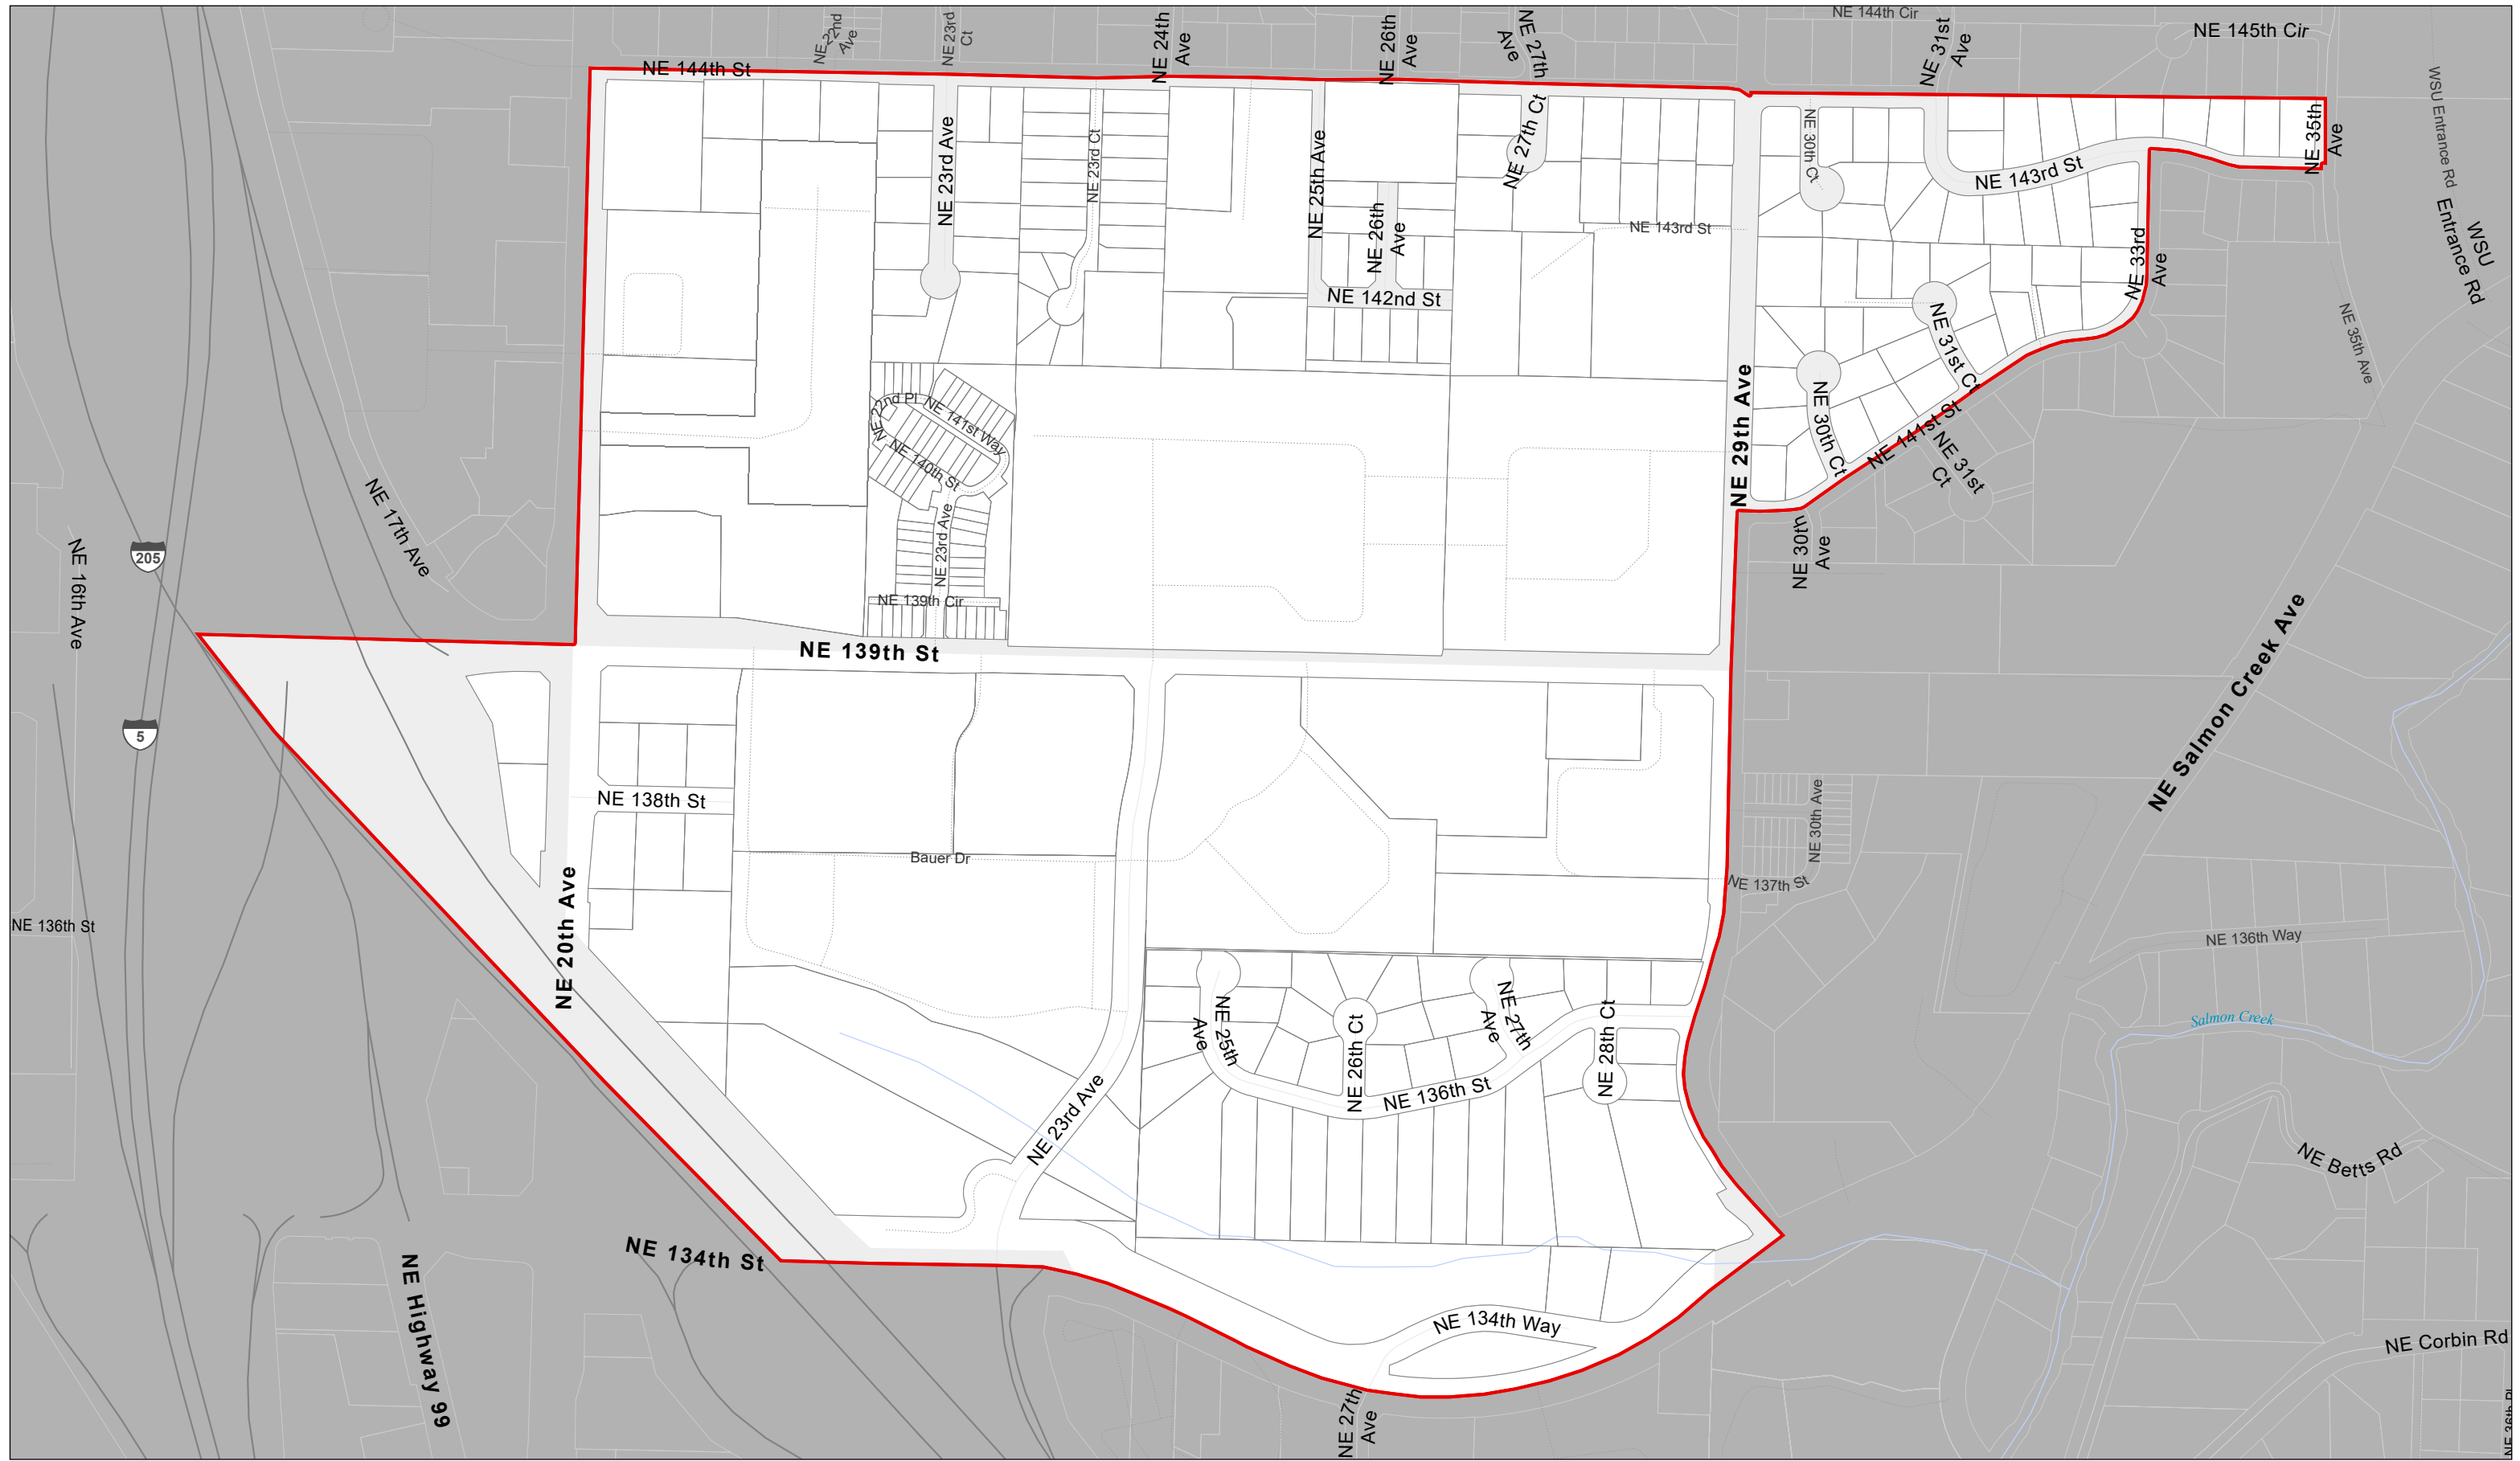 NE 22nd
Ave
NE 23rd
Ct
NE 24th
Ave
NE 26th
Ave
NE 27th
Ave
NE 144th Cir
NE 31st
Ave
NE 145th Cir
NE 144th St
WSU Entrance Rd
WSU
Entrance Rd
NE 35th
Ave
NE 23rd Ave
NE 23rd Ct
NE 25th Ave
NE 27th Ct
NE 30th Ct
NE 143rd St
NE 26th
Ave
NE 143rd St
NE 33rd
Ave
NE 142nd St
NE 31st Ct
NE 35th Ave
NE 29th Ave
NE 30th Ct
NE 22nd Pl
NE 141st Way
NE 140th St
NE 141st St
NE 31st
Ct
NE 17th Ave
NE 23rd Ave
NE 30th
Ave
205
NE 16th Ave
NE 139th Cir
NE 139th St
NE Salmon Creek Ave
5
NE 138th St
NE 30th Ave
Bauer Dr
NE 137th St
NE 20th Ave
NE 136th St
NE 136th Way
Salmon Creek
NE 25th
Ave
NE 26th Ct
NE 27th
Ave
NE 28th Ct
NE 136th St
NE 23rd Ave
NE Betts Rd
NE 134th St
NE Highway 99
NE 134th Way
NE Corbin Rd
NE 27th
Ave
NE 36th Pl